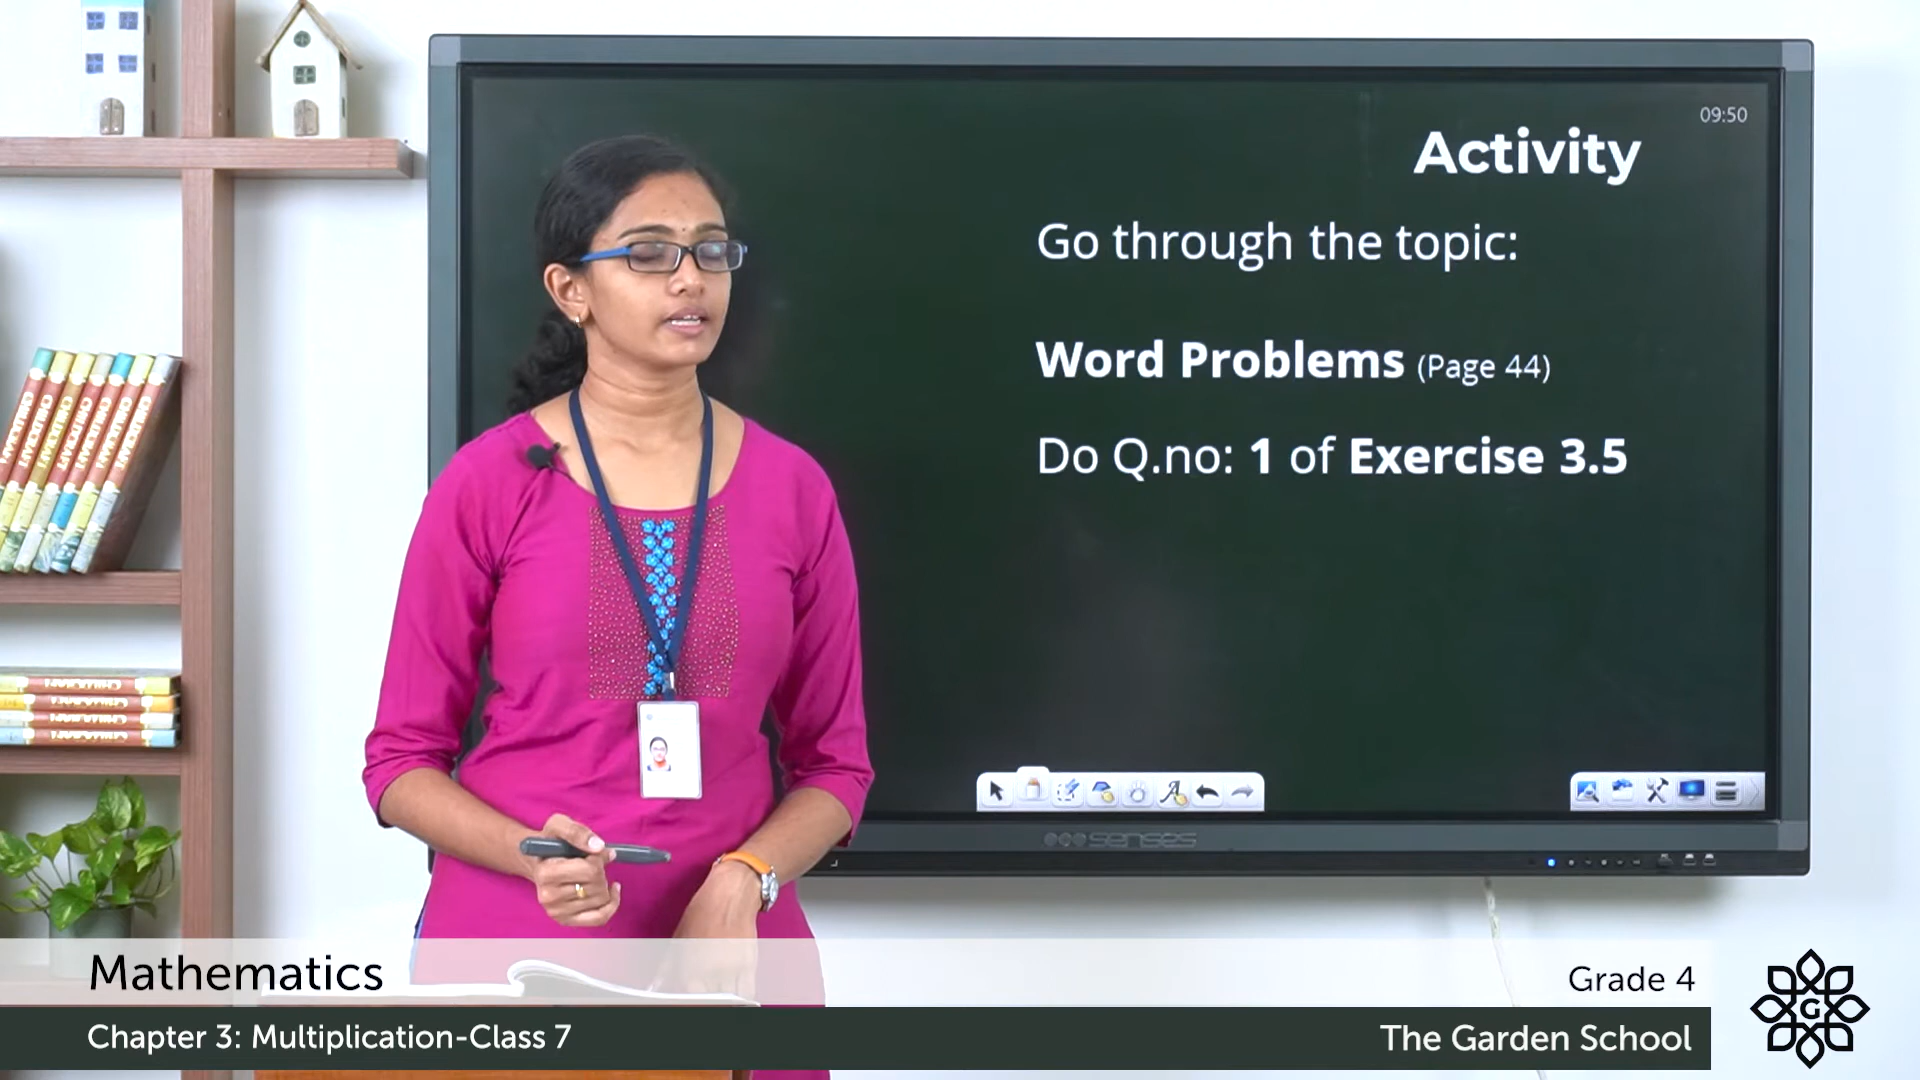 09:50
Activity
Go through the topic:
Word Problems (Page 44)
Do Q.no: 1 of Exercise 3.5
senses
Mathematics
Grade 4
Chapter 3: Multiplication-Class 7
The Garden School
G